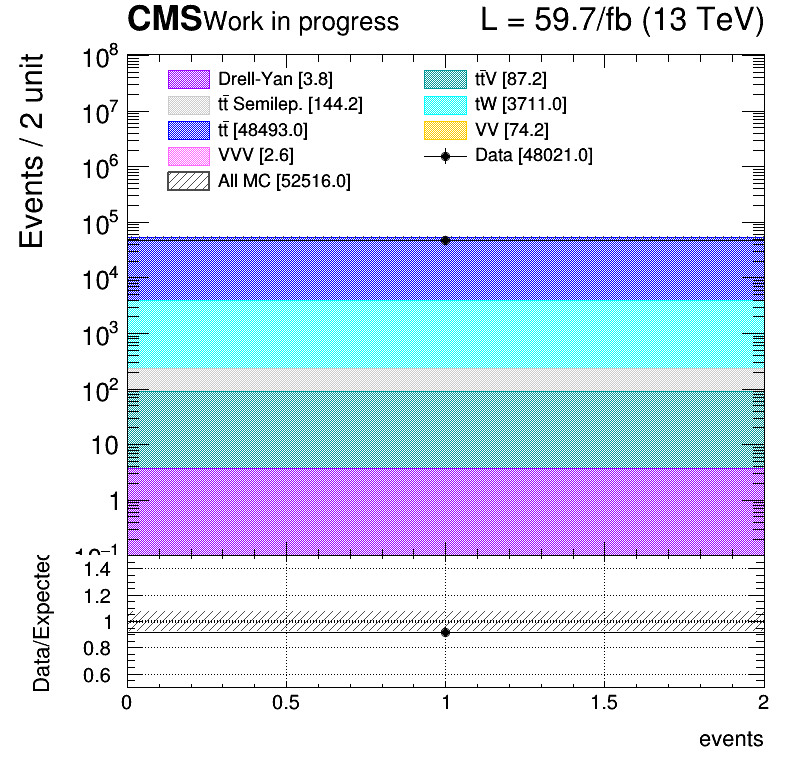 CMS Work in progress L = 59.7/fb (13 TeV)
Events / 2 unit
10⁸
10⁷
10⁶
10⁵
10⁴
10³
10²
10
1
10⁻¹
Drell-Yan [3.8]
tt̄ Semilep. [144.2]
tt̄ [48493.0]
VVV [2.6]
All MC [52516.0]
tt̄V [87.2]
tW [3711.0]
VV [74.2]
Data [48021.0]
Data/Expected
1.4
1.2
1
0.8
0.6
0 0.5 1 1.5 2
events